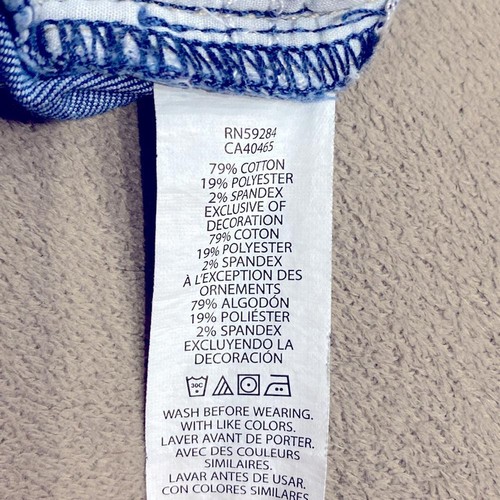 RN59284
CA40465
79% COTTON
19% POLYESTER
2% SPANDEX
EXCLUSIVE OF
DECORATION
79% COTON
19% POLYESTER
2% SPANDEX
À L'EXCEPTION DES
ORNEMENTS
79% ALGODÓN
19% POLIÉSTER
2% SPANDEX
EXCLUYENDO LA
DECORACIÓN
30C
WASH BEFORE WEARING.
WITH LIKE COLORS.
LAVER AVANT DE PORTER.
AVEC DES COULEURS
SIMILAIRES.
LAVAR ANTES DE USAR.
CON COLORES SIMILARES